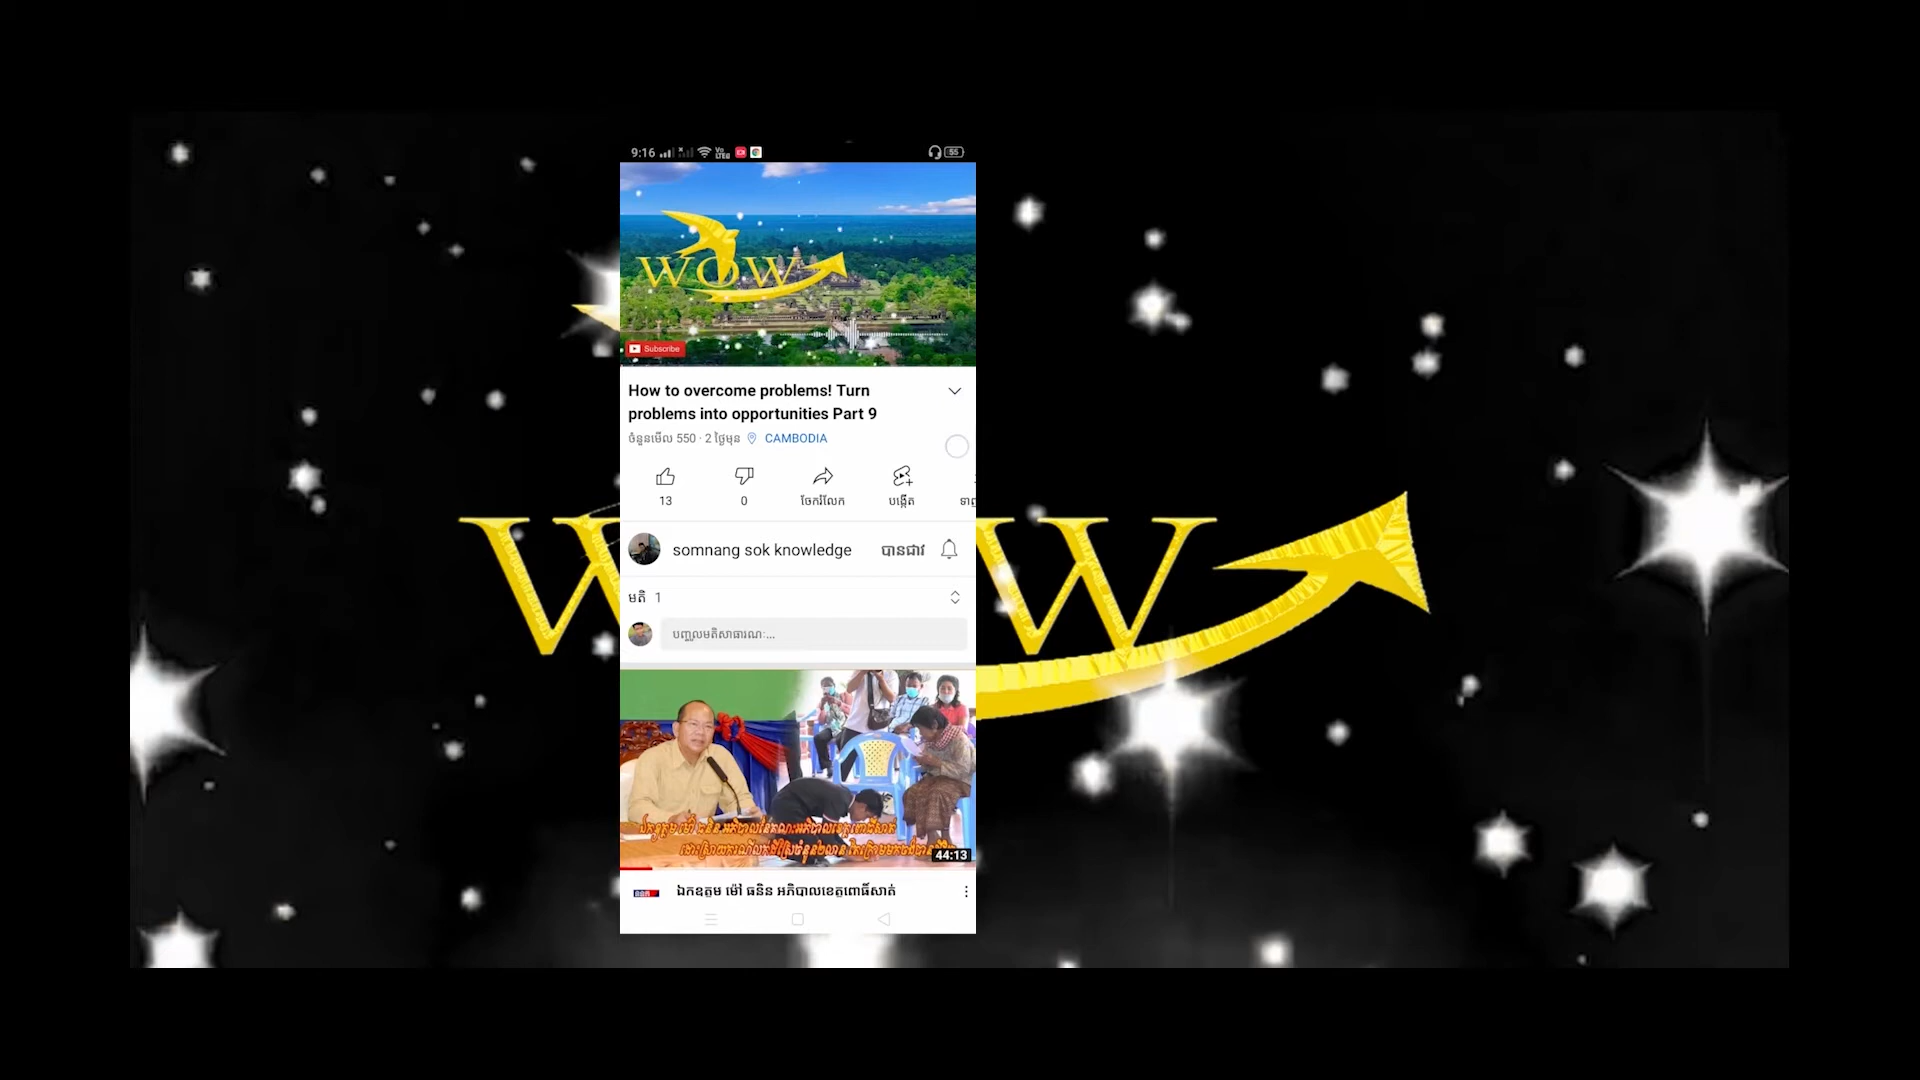 9:16
Vo
LTE
55
WOW
Subscribe
How to overcome problems! Turn
problems into opportunities Part 9
ចំនួនមើល 550 · 2 ថ្ងៃមុន CAMBODIA
13
0
ចែករំលែក
បង្កើត
somnang sok knowledge
បានជាវ
មតិ 1
បញ្ចូលមតិសាធារណៈ...
44:13
ឯកឧត្តម ម៉ៅ ធនិន អភិបាលខេត្តពោធិ៍សាត់
W
W